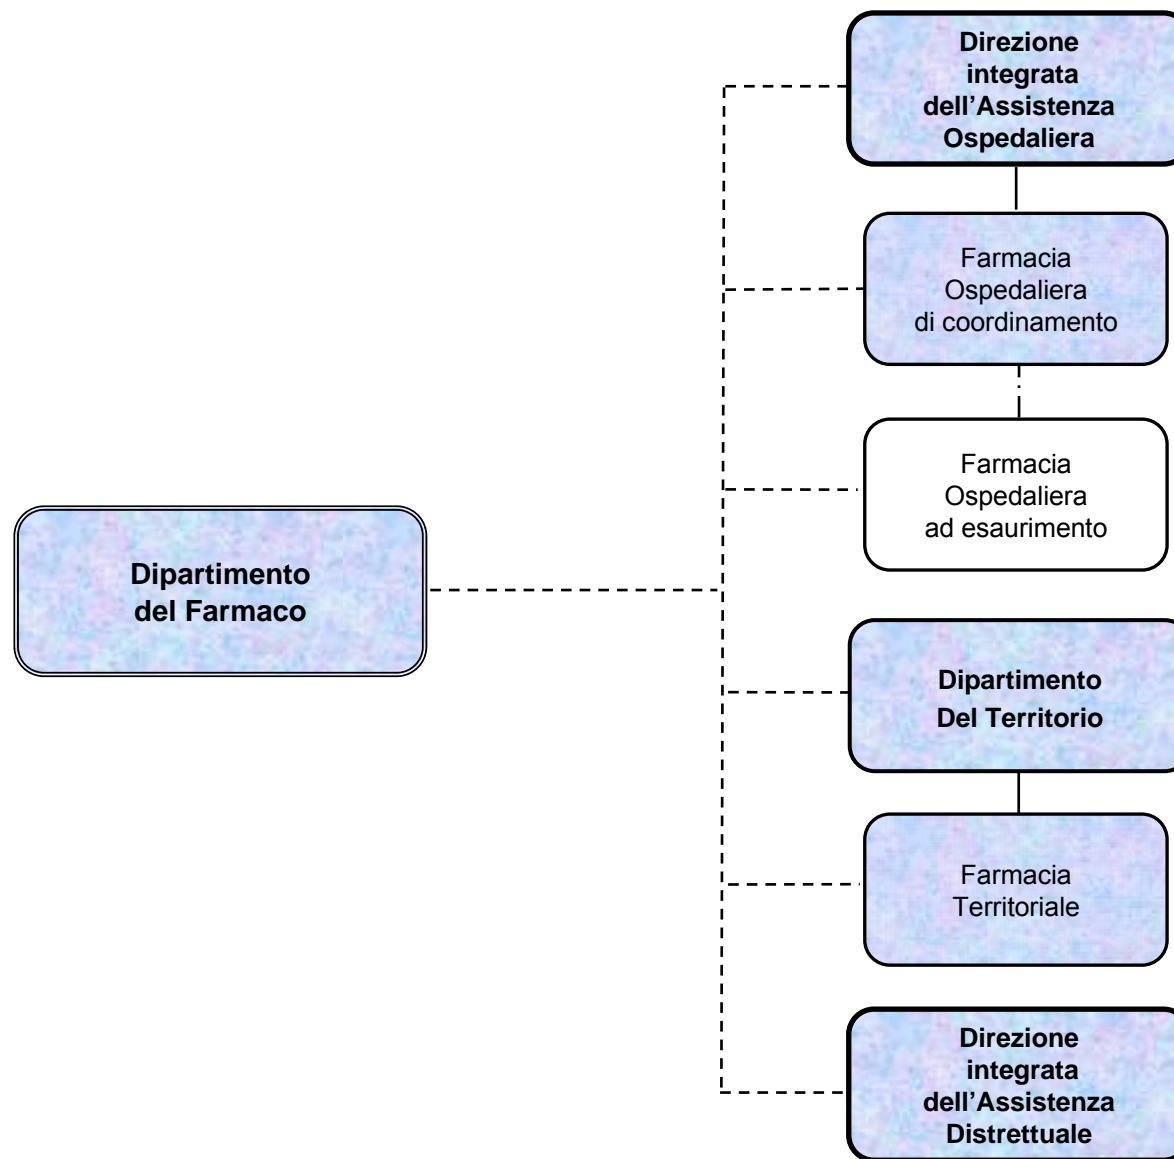 Direzione
integrata
dell’Assistenza
Ospedaliera
Farmacia
Ospedaliera
di coordinamento
Farmacia
Ospedaliera
ad esaurimento
Dipartimento
del Farmaco
Dipartimento
Del Territorio
Farmacia
Territoriale
Direzione
integrata
dell’Assistenza
Distrettuale